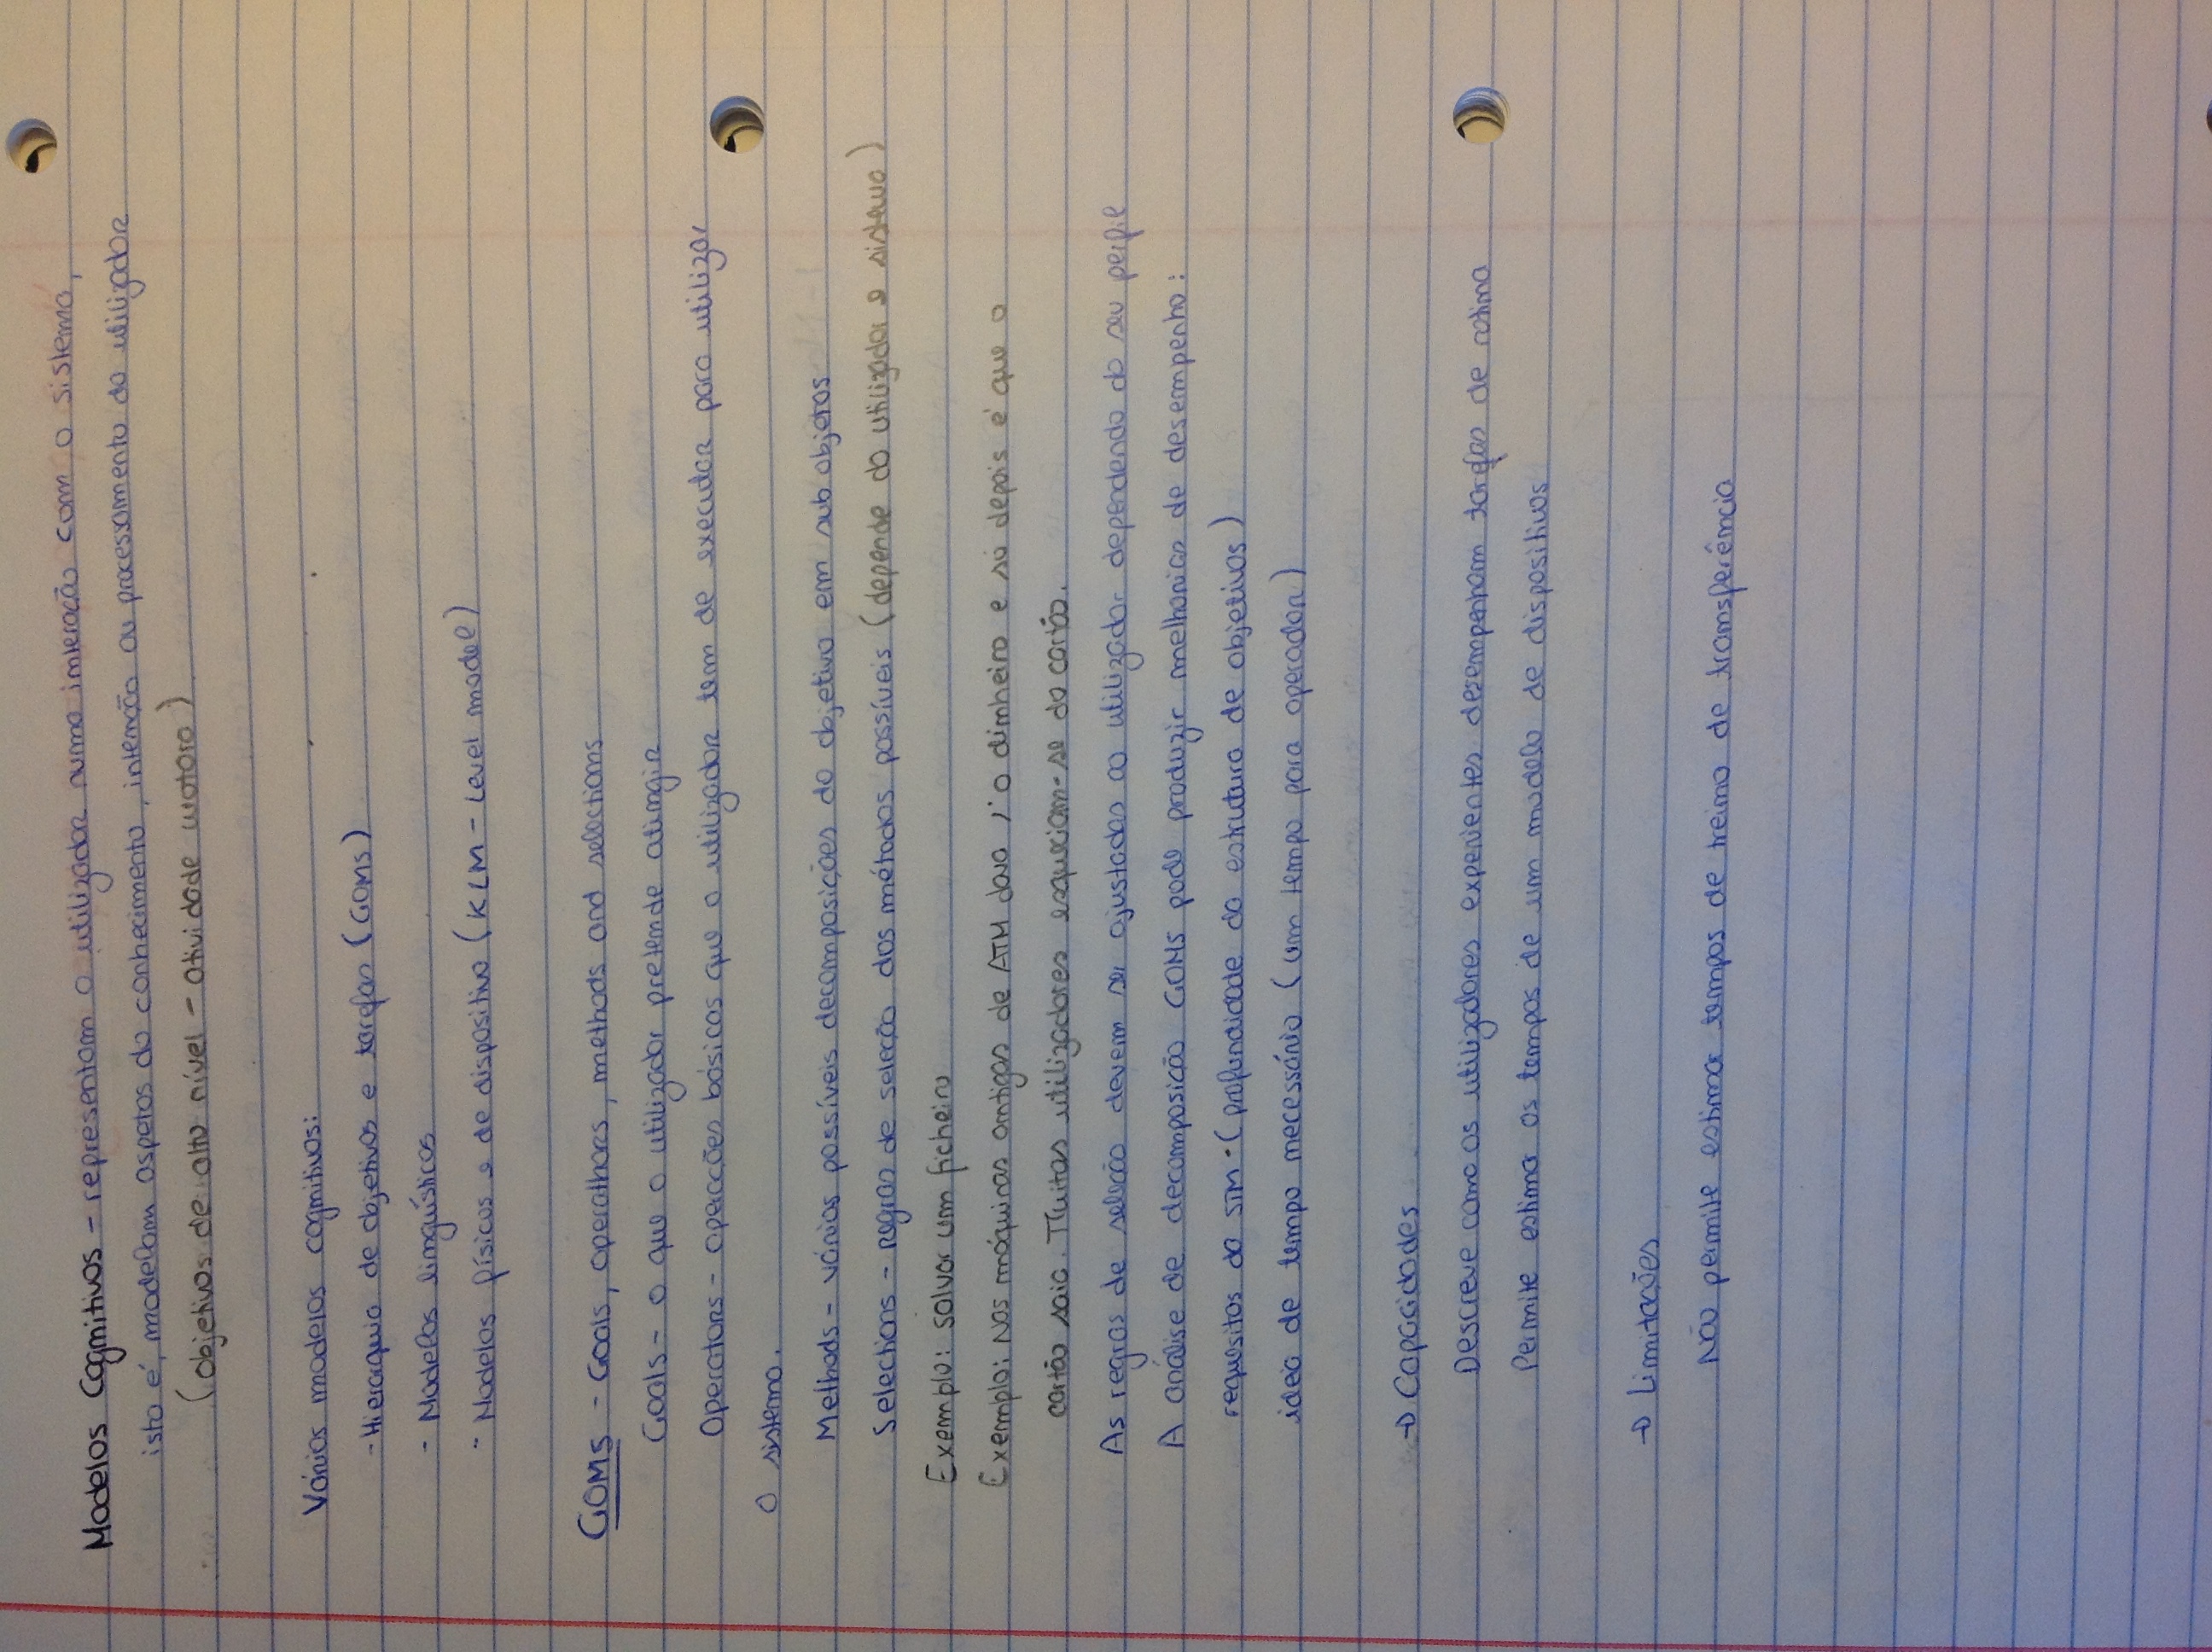 Modelos Cognitivos - representam o utilizador numa interação com o sistema,
isto é, modelam aspetos do conhecimento, intenção ou processamento do utilizador
(objetivos de alto nível - atividade motora)
Vários modelos cognitivos:
- Hierarquia de objetivos e tarefas (GOMS)
- Modelos linguísticos
- Modelos físicos e de dispositivo (KLM - Level model)
GOMS - Goals, operathors, methods and selections
Goals - o que o utilizador pretende atingir
Operators - operações básicas que o utilizador tem de executar para utilizar
o sistema.
Methods - vários possíveis decomposições do objetivo em sub objetos
Selections - regras de seleção dos métodos possíveis (depende do utilizador e sistema)
Exemplo: salvar um ficheiro
Exemplo: Nas máquinas antigas de ATM dava 1º o dinheiro e só depois é que o
cartão saia. Muitas utilizadores esqueciam-se do cartão.
As regras de seleção devem ser ajustadas ao utilizador dependendo do seu perfil
A análise de decomposição GOMS pode produzir melhorias de desempenho:
requesitos da STM - (profundidade da estrutura de objetivos)
ideia de tempo necessário (um tempo para operador)
→ Capacidades
Descreve como os utilizadores experientes desempenham tarefas de rotina
Permite estimar os tempos de um modelo de dispositivos
→ Limitações
Não permite estimar tempos de treino de transferência